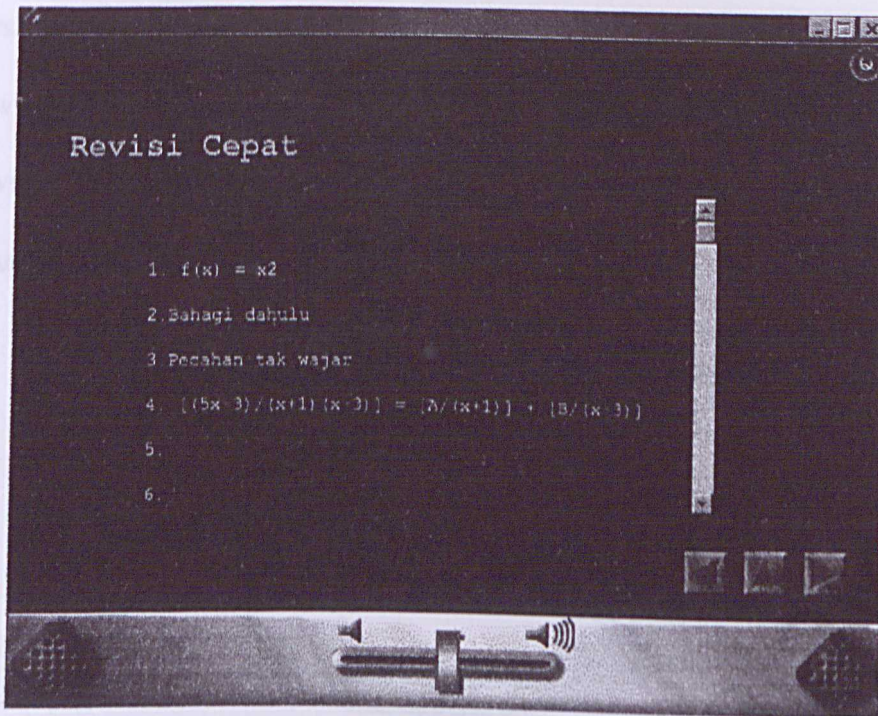 Revisi Cepat
1. f(x) = x2
2.Bahagi dahulu
3 Pecahan tak wajar
4. [(5x-3)/(x+1)(x-3)] = [A/(x+1)] + [B/(x-3)]
5.
6.